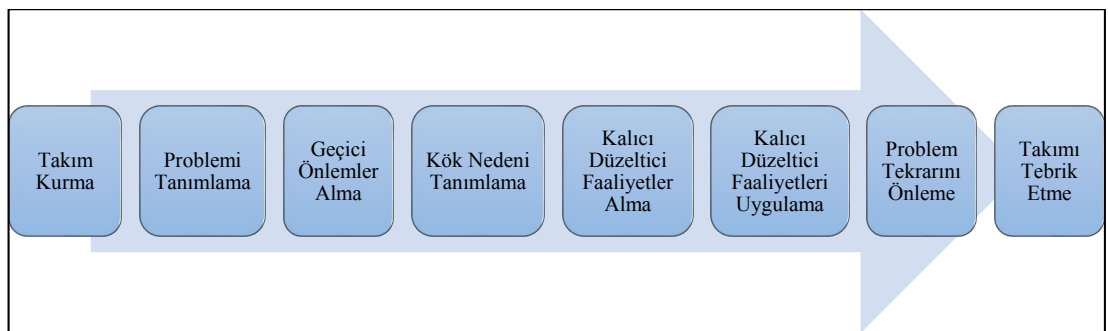 Takım
Kurma
Problemi
Tanımlama
Geçici
Önlemler
Alma
Kök Nedeni
Tanımlama
Kalıcı
Düzeltici
Faaliyetler
Alma
Kalıcı
Düzeltici
Faaliyetleri
Uygulama
Problem
Tekrarını
Önleme
Takımı
Tebrik
Etme